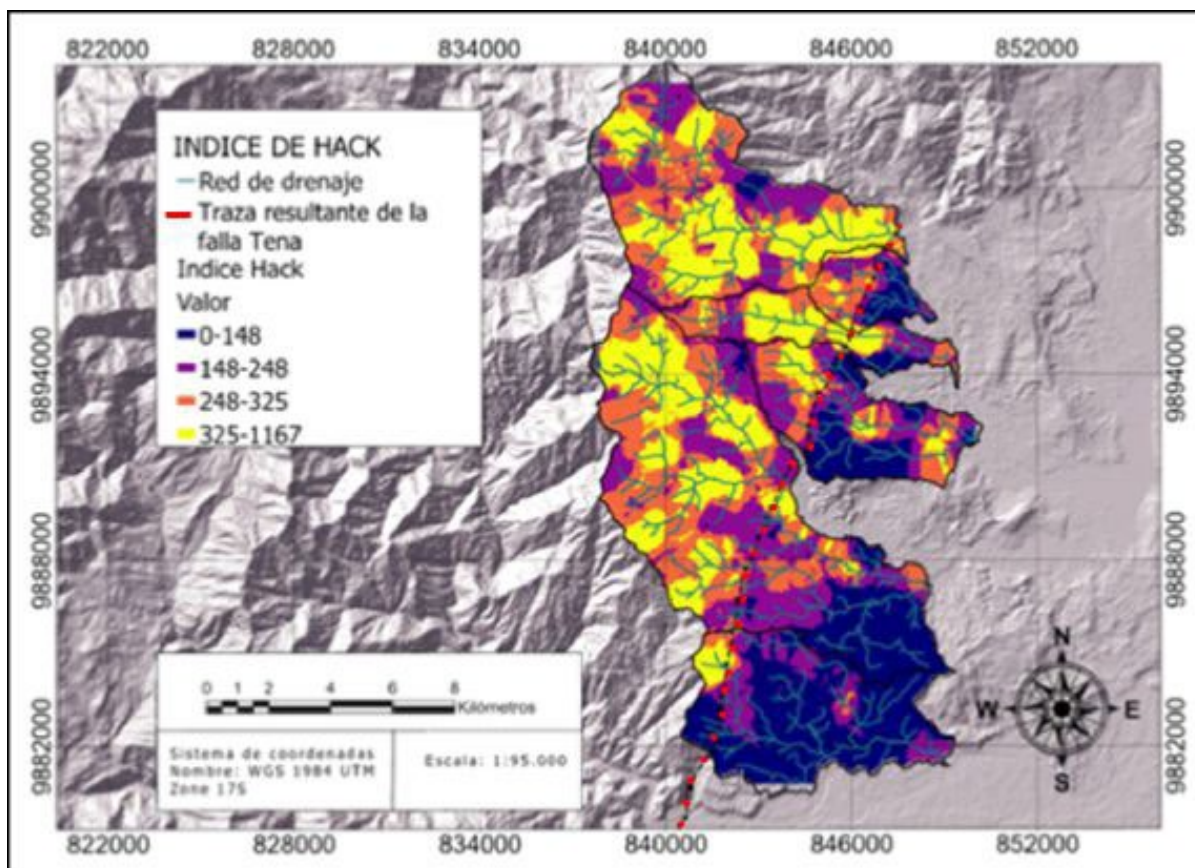 822000 828000 834000 840000 846000 852000
9900000
9894000
9888000
9882000
INDICE DE HACK
Red de drenaje
Traza resultante de la
falla Tena
Indice Hack
Valor
0-148
148-248
248-325
325-1167
9900000
9894000
9888000
9882000
N
W E
S
0 1 2 4 6 8
Kilómetros
Sistema de coordenadas
Nombre: WGS 1984 UTM
Zone 17S
Escala: 1:95.000
822000 828000 834000 840000 846000 852000